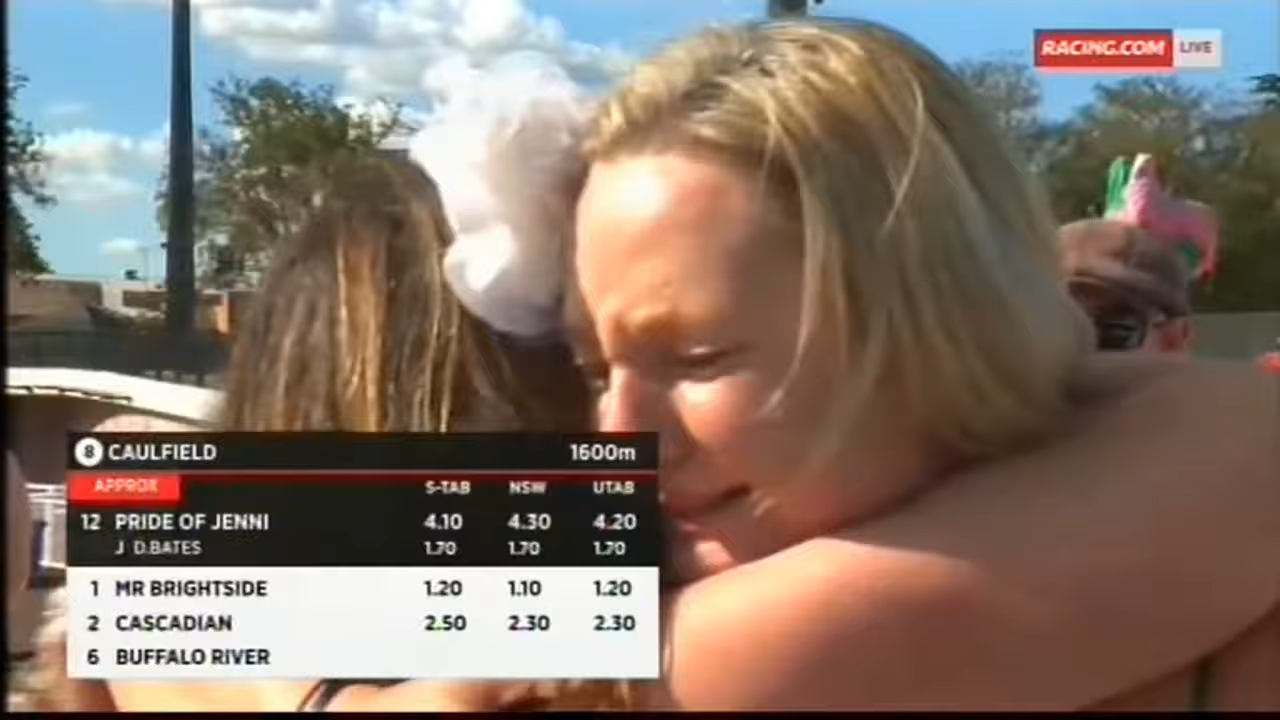 RACING.COM LIVE
8 CAULFIELD 1600m
APPROX S-TAB NSW UTAB
12 PRIDE OF JENNI 4.10 4.30 4.20
J D.BATES 1.70 1.70 1.70
1 MR BRIGHTSIDE 1.20 1.10 1.20
2 CASCADIAN 2.50 2.30 2.30
6 BUFFALO RIVER